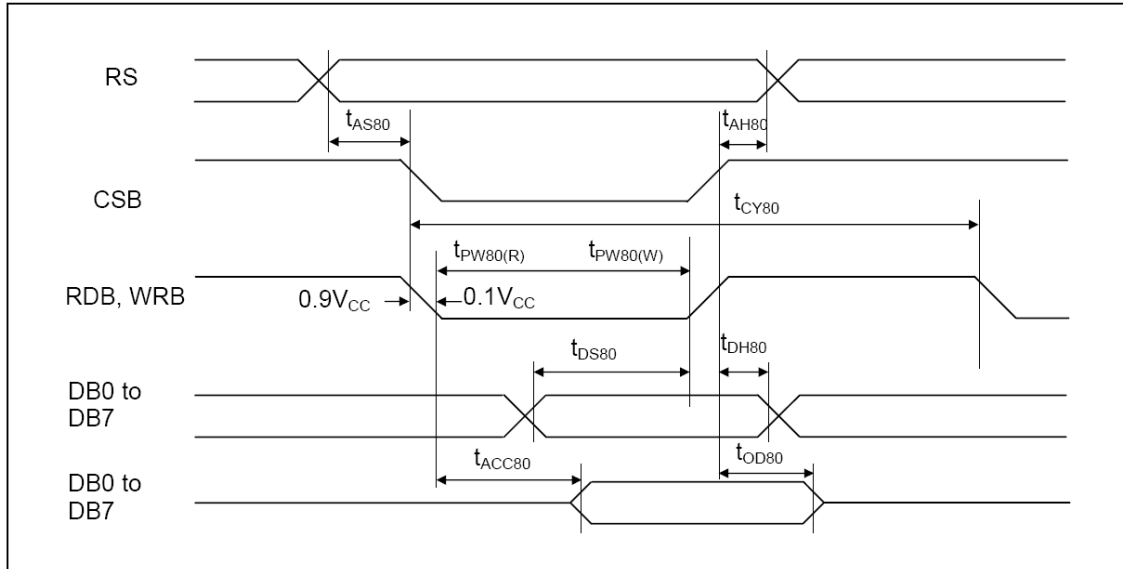 RS
tAS80
tAH80
CSB
tCY80
tPW80(R)
tPW80(W)
RDB, WRB
0.9VCC
0.1VCC
tDS80
tDH80
DB0 to
DB7
tACC80
tOD80
DB0 to
DB7